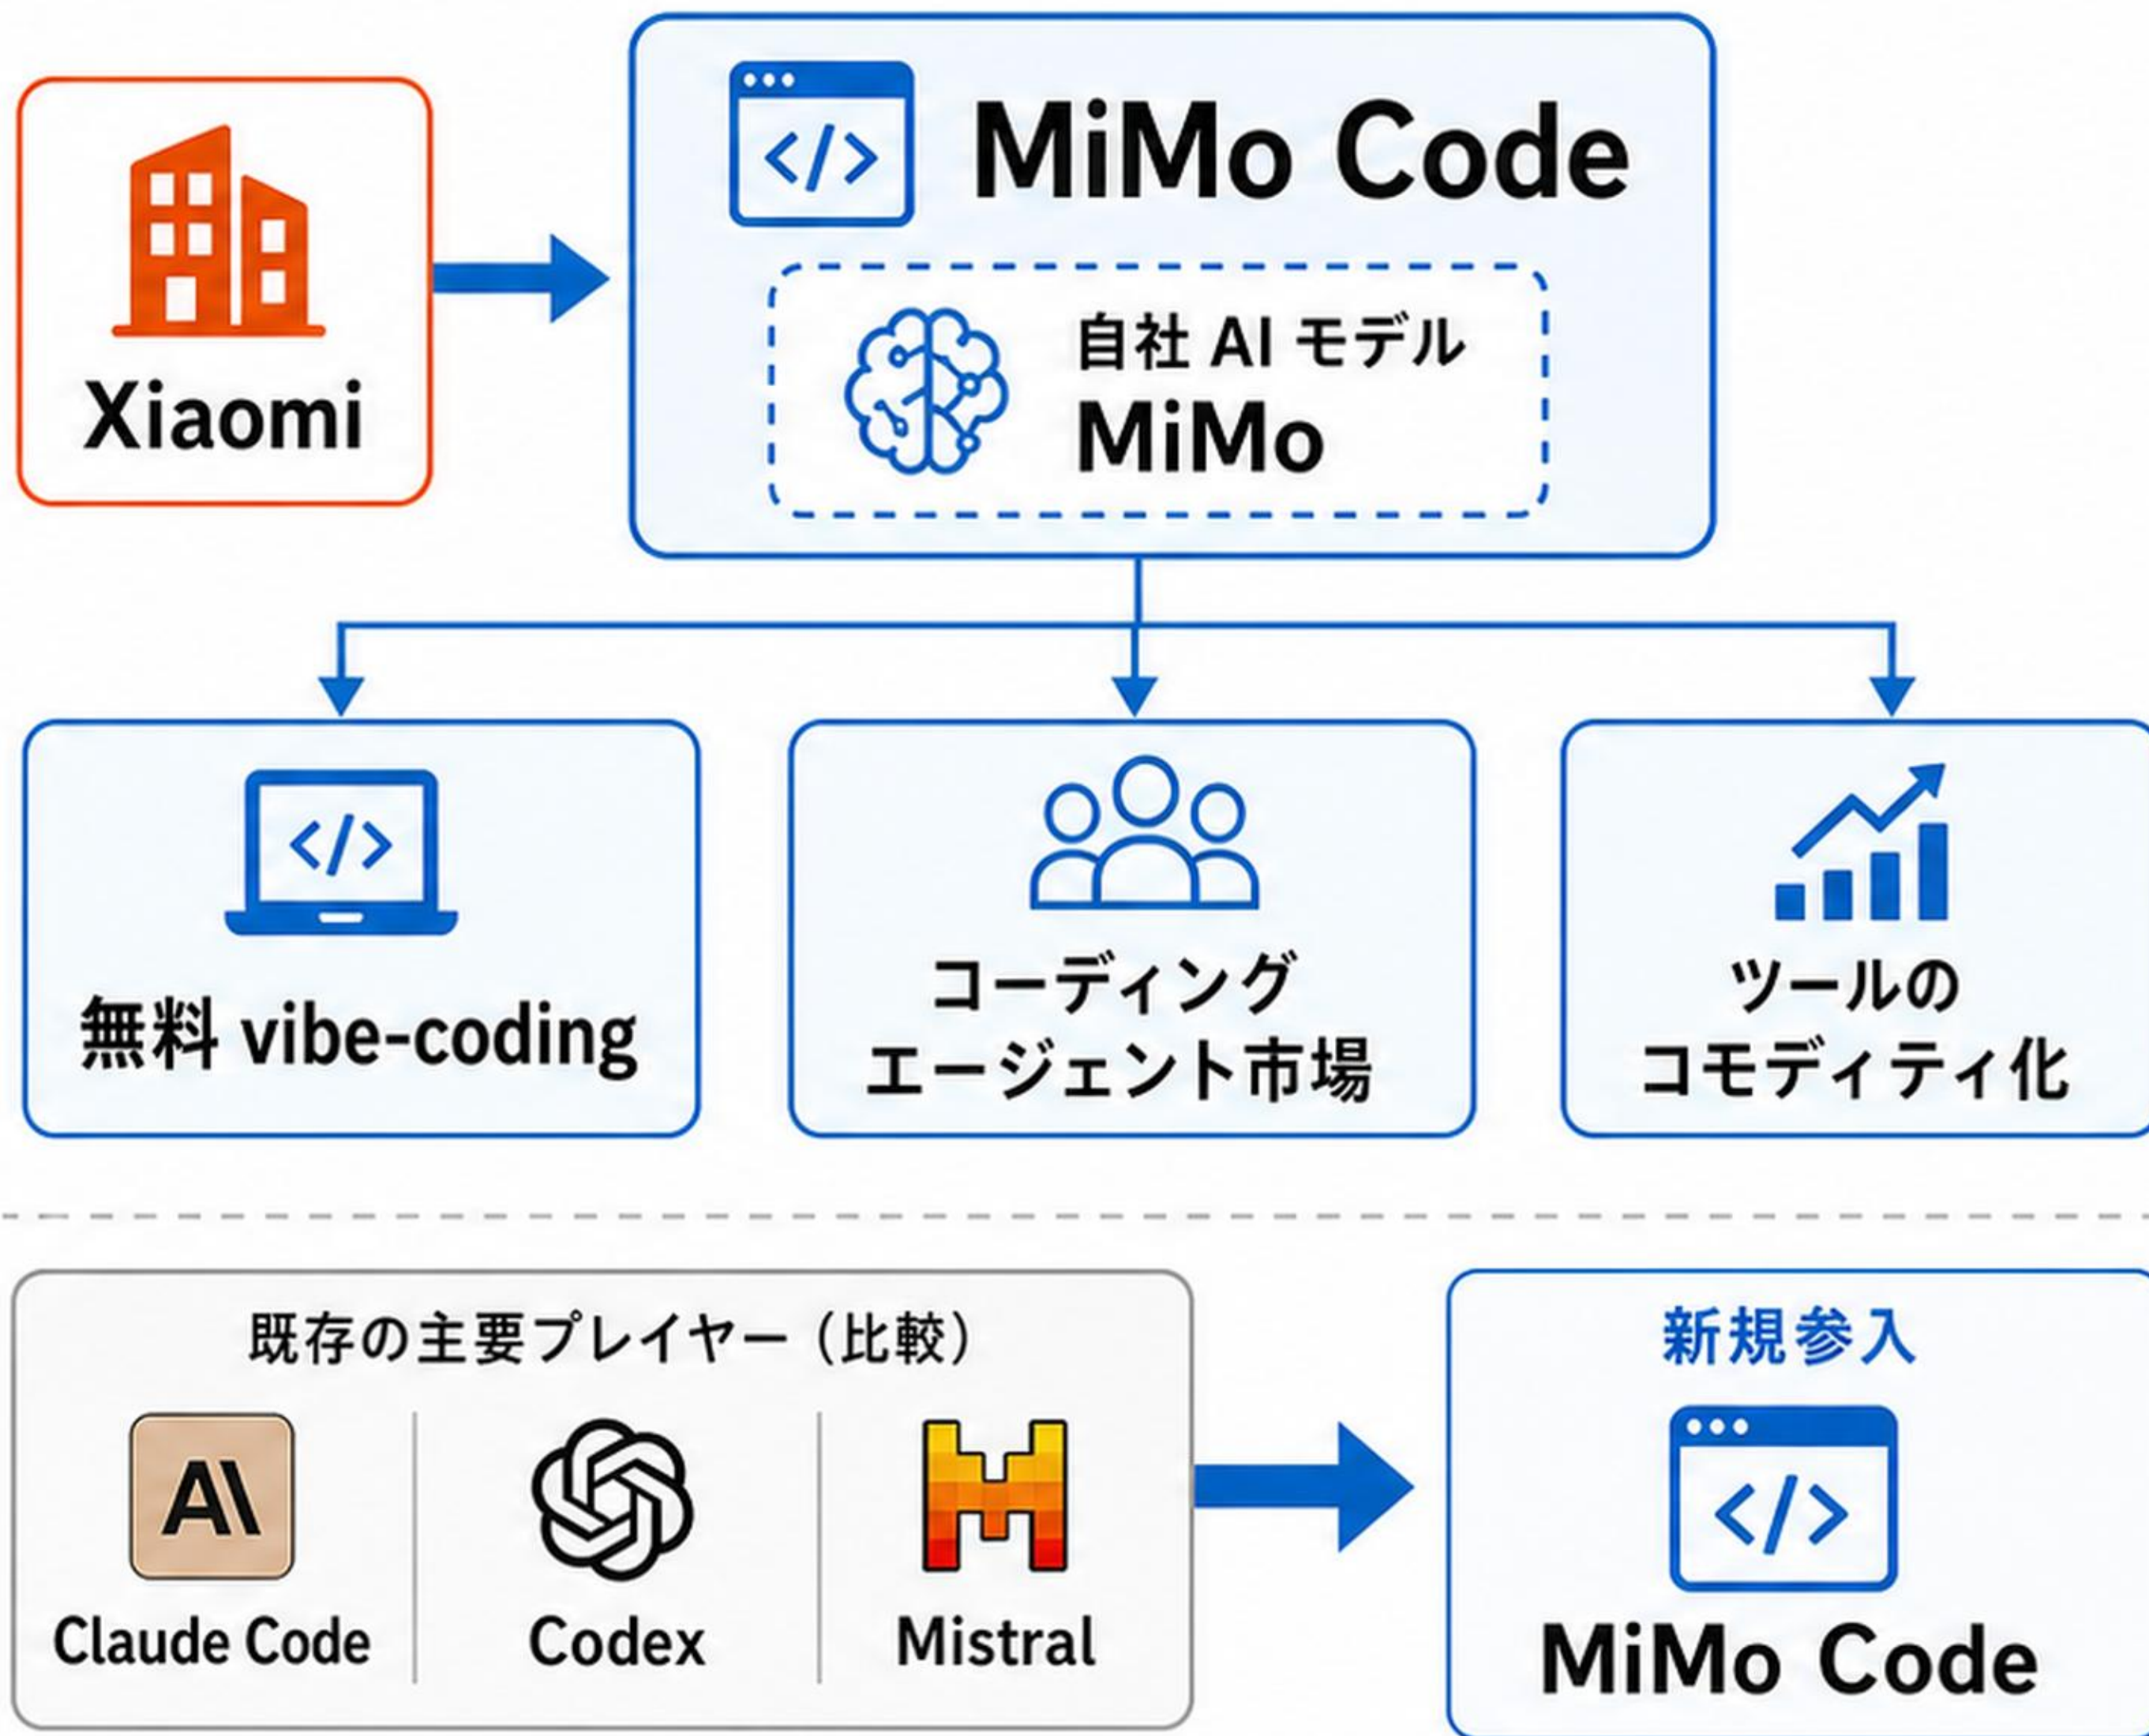 Xiaomi
</>
MiMo Code
自社 AI モデル
MiMo
</>
無料 vibe-coding
コーディング
エージェント市場
ツールの
コモディティ化
既存の主要プレイヤー（比較）
A\
Claude Code
Codex
Mistral
新規参入
</>
MiMo Code